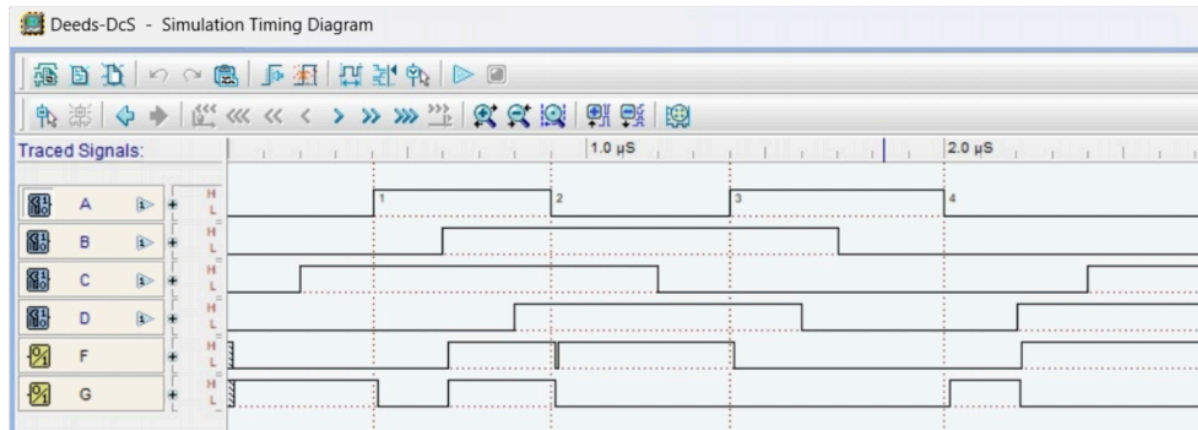 Deeds-DcS - Simulation Timing Diagram
Traced Signals:
1.0 µS
2.0 µS
A
H
L
1
2
3
4
B
H
L
C
H
L
D
H
L
F
H
L
G
H
L